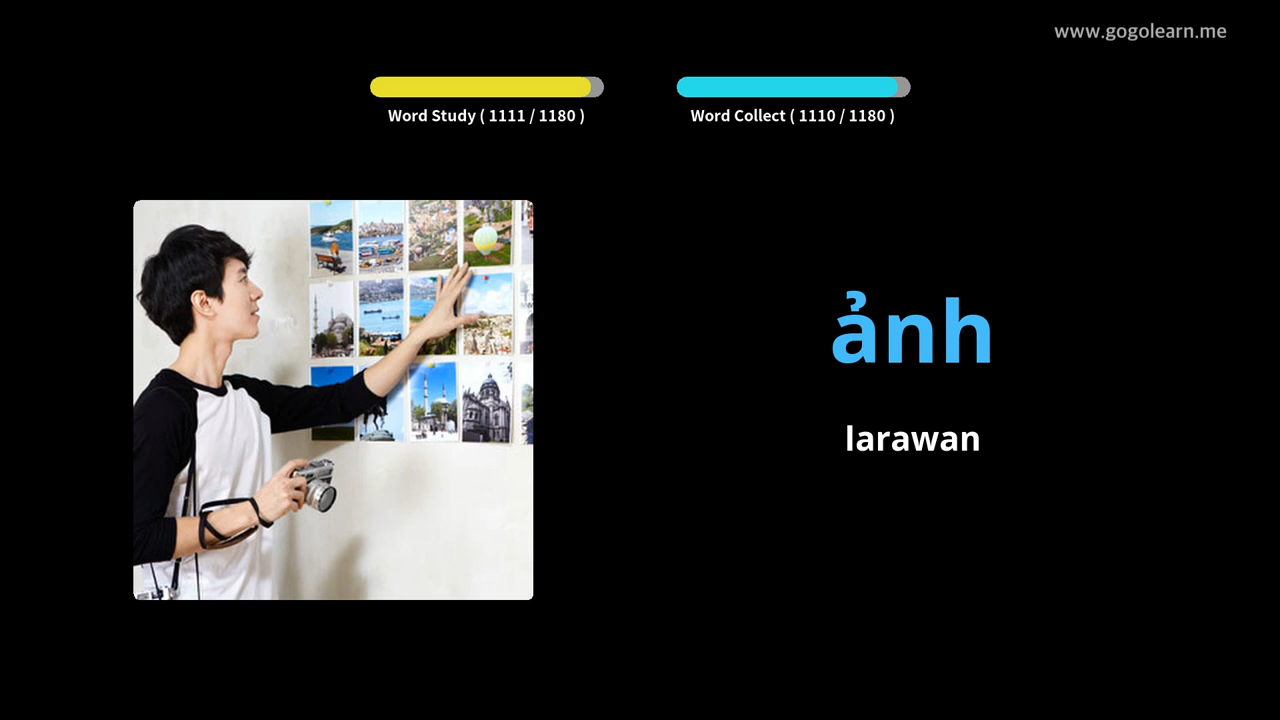 www.gogolearn.me
Word Study ( 1111 / 1180 )
Word Collect ( 1110 / 1180 )
ảnh
larawan